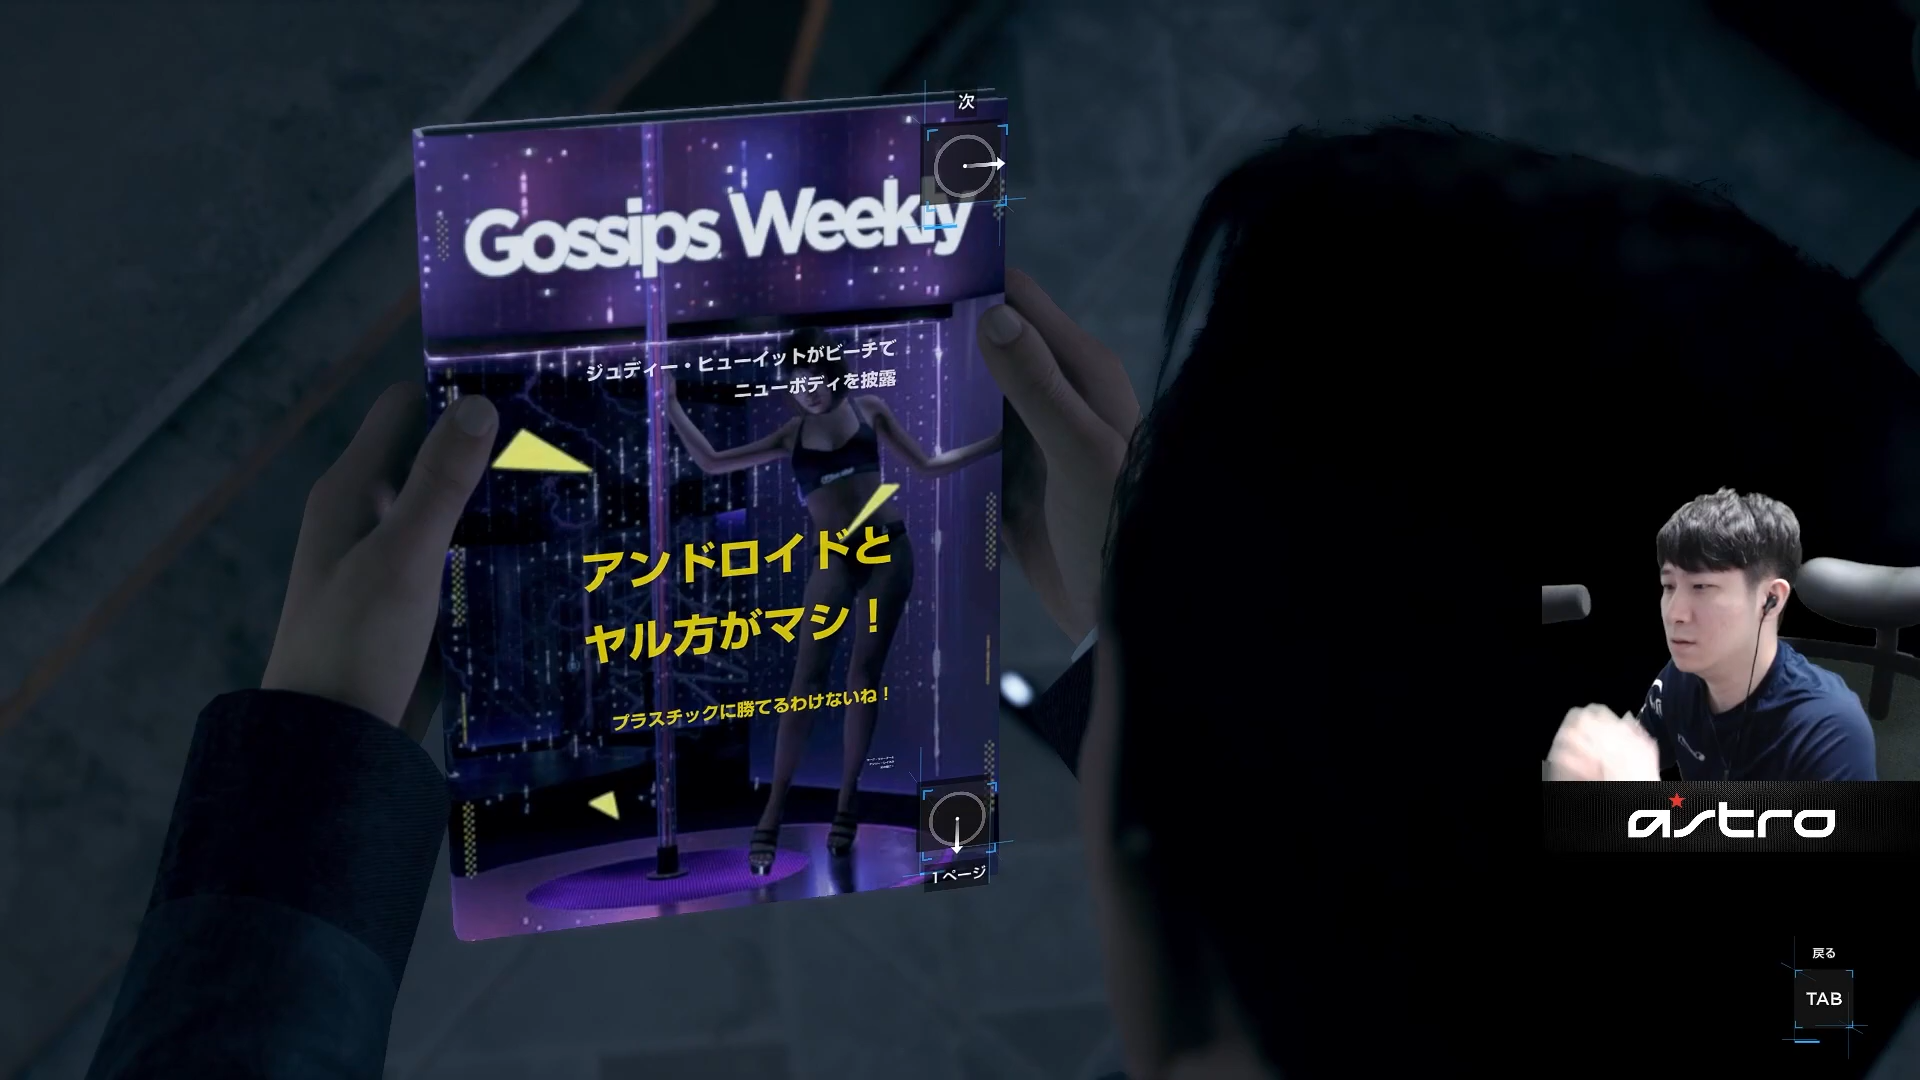 次
Gossips Weekly
ジュディー・ヒューイットがビーチで
ニューボディを披露
アンドロイドと
ヤル方がマシ！
プラスチックに勝てるわけないね！
1ページ
astro
戻る
TAB